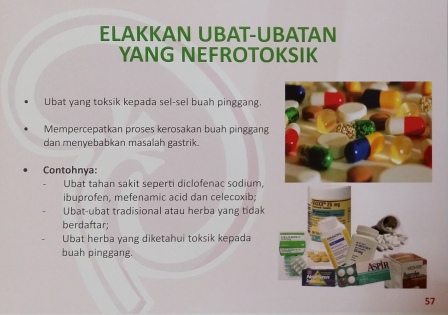 ELAKKAN UBAT-UBATAN
YANG NEFROTOKSIK
• Ubat yang toksik kepada sel-sel buah pinggang.
• Mempercepatkan proses kerosakan buah pinggang
dan menyebabkan masalah gastrik.
• Contohnya:
- Ubat tahan sakit seperti diclofenac sodium,
ibuprofen, mefenamic acid dan celecoxib;
- Ubat-ubat tradisional atau herba yang tidak
berdaftar;
- Ubat herba yang diketahui toksik kepada
buah pinggang.
57